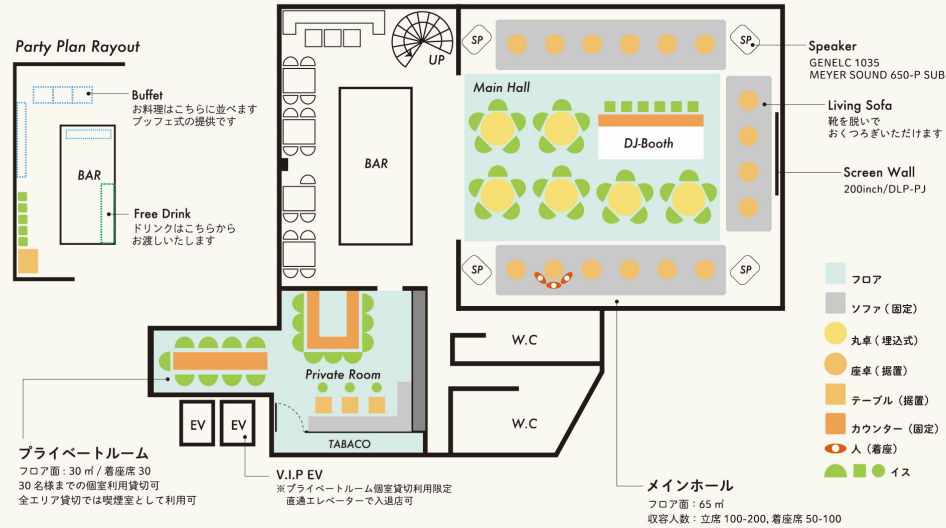 Party Plan Rayout
Buffet
お料理はこちらに並べます
ブッフェ式の提供です
BAR
Free Drink
ドリンクはこちらから
お渡しいたします
UP
BAR
SP
SP
Main Hall
DJ-Booth
SP
SP
Speaker
GENELC 1035
MEYER SOUND 650-P SUB
Living Sofa
靴を脱いで
おくつろぎいただけます
Screen Wall
200inch/DLP-PJ
フロア
ソファ(固定)
丸卓(埋込式)
座卓(据置)
テーブル(据置)
カウンター(固定)
人(着座)
イス
W.C
W.C
Private Room
TABACO
EV
EV
プライベートルーム
フロア面:30㎡/着座席30
30名様までの個室利用貸切可
全エリア貸切では喫煙室として利用可
V.I.P EV
※プライベートルーム個室貸切利用限定
直通エレベーターで入退店可
メインホール
フロア面:65㎡
収容人数:立席100-200, 着座席50-100